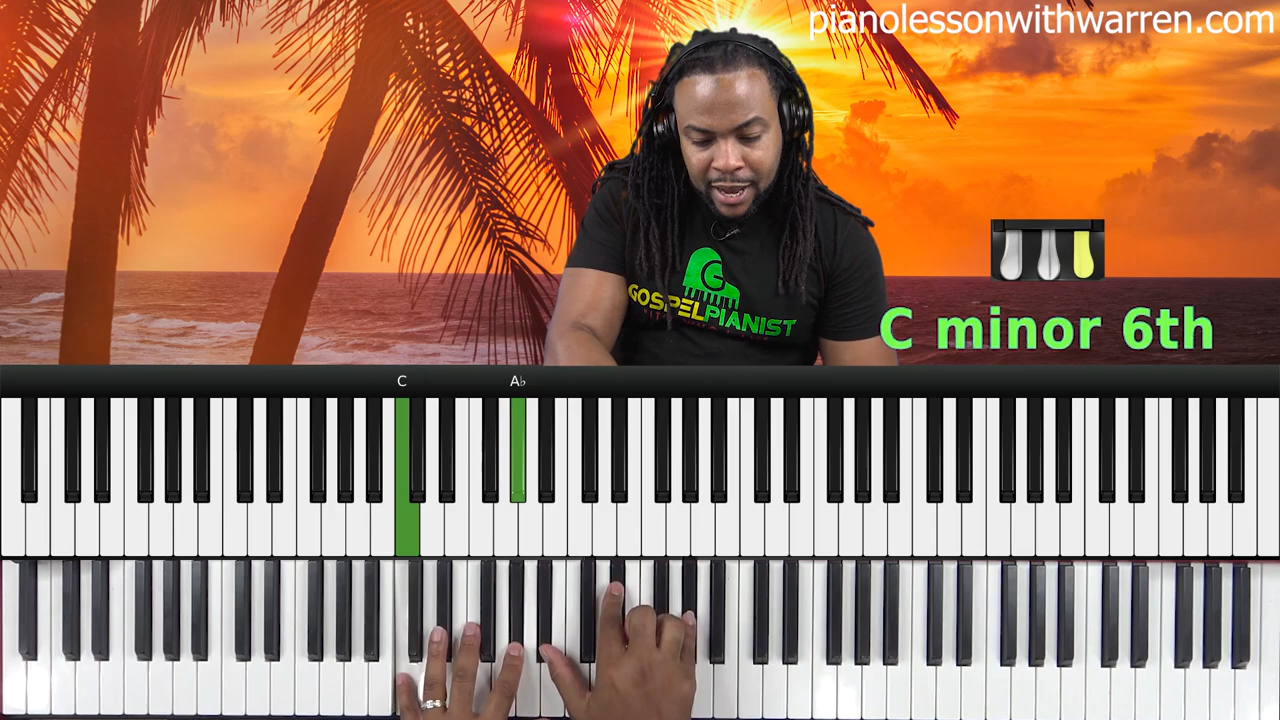 pianolessonwithwarren.com
G
GOSPELPIANIST
C minor 6th
C
A♭